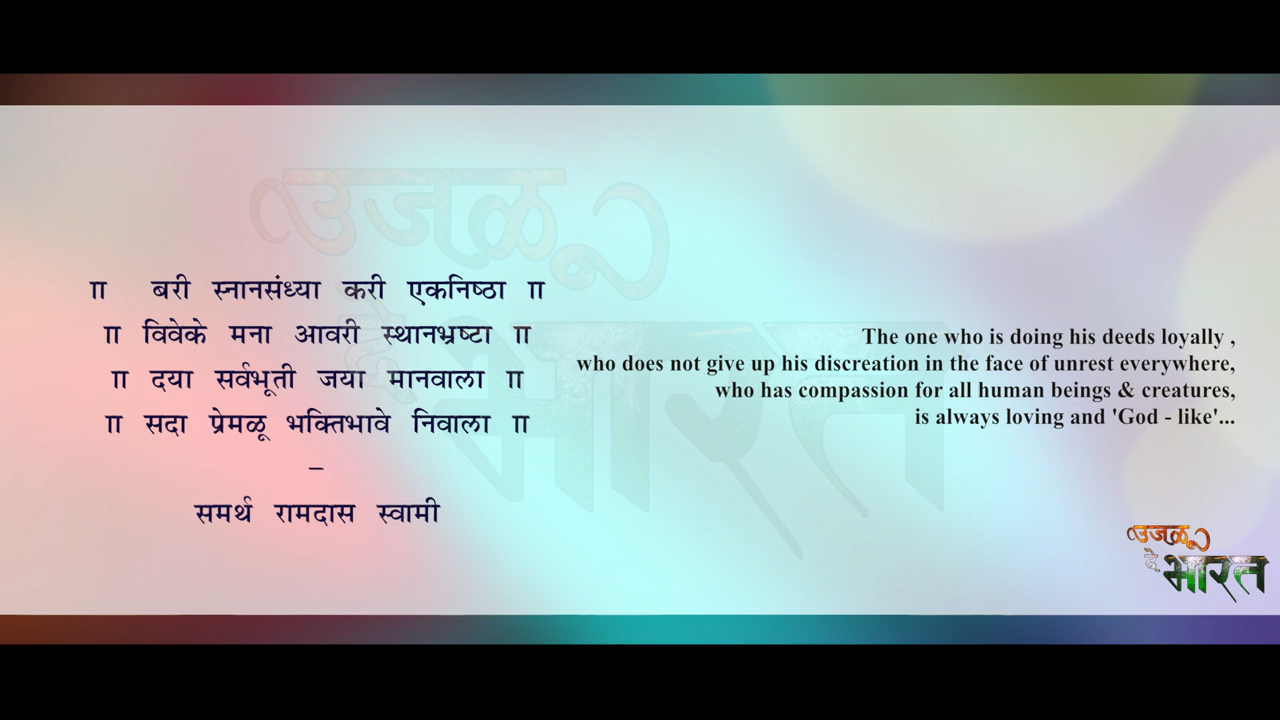 ॥ बरी स्नानसंध्या करी एकनिष्ठा ॥
॥ विवेके मना आवरी स्थानभ्रष्टा ॥
॥ दया सर्वभूती जया मानवाला ॥
॥ सदा प्रेमळू भक्तिभावे निवाला ॥
–
समर्थ रामदास स्वामी
The one who is doing his deeds loyally ,
who does not give up his discreation in the face of unrest everywhere,
who has compassion for all human beings & creatures,
is always loving and 'God - like'...
उजळू
हे भारत